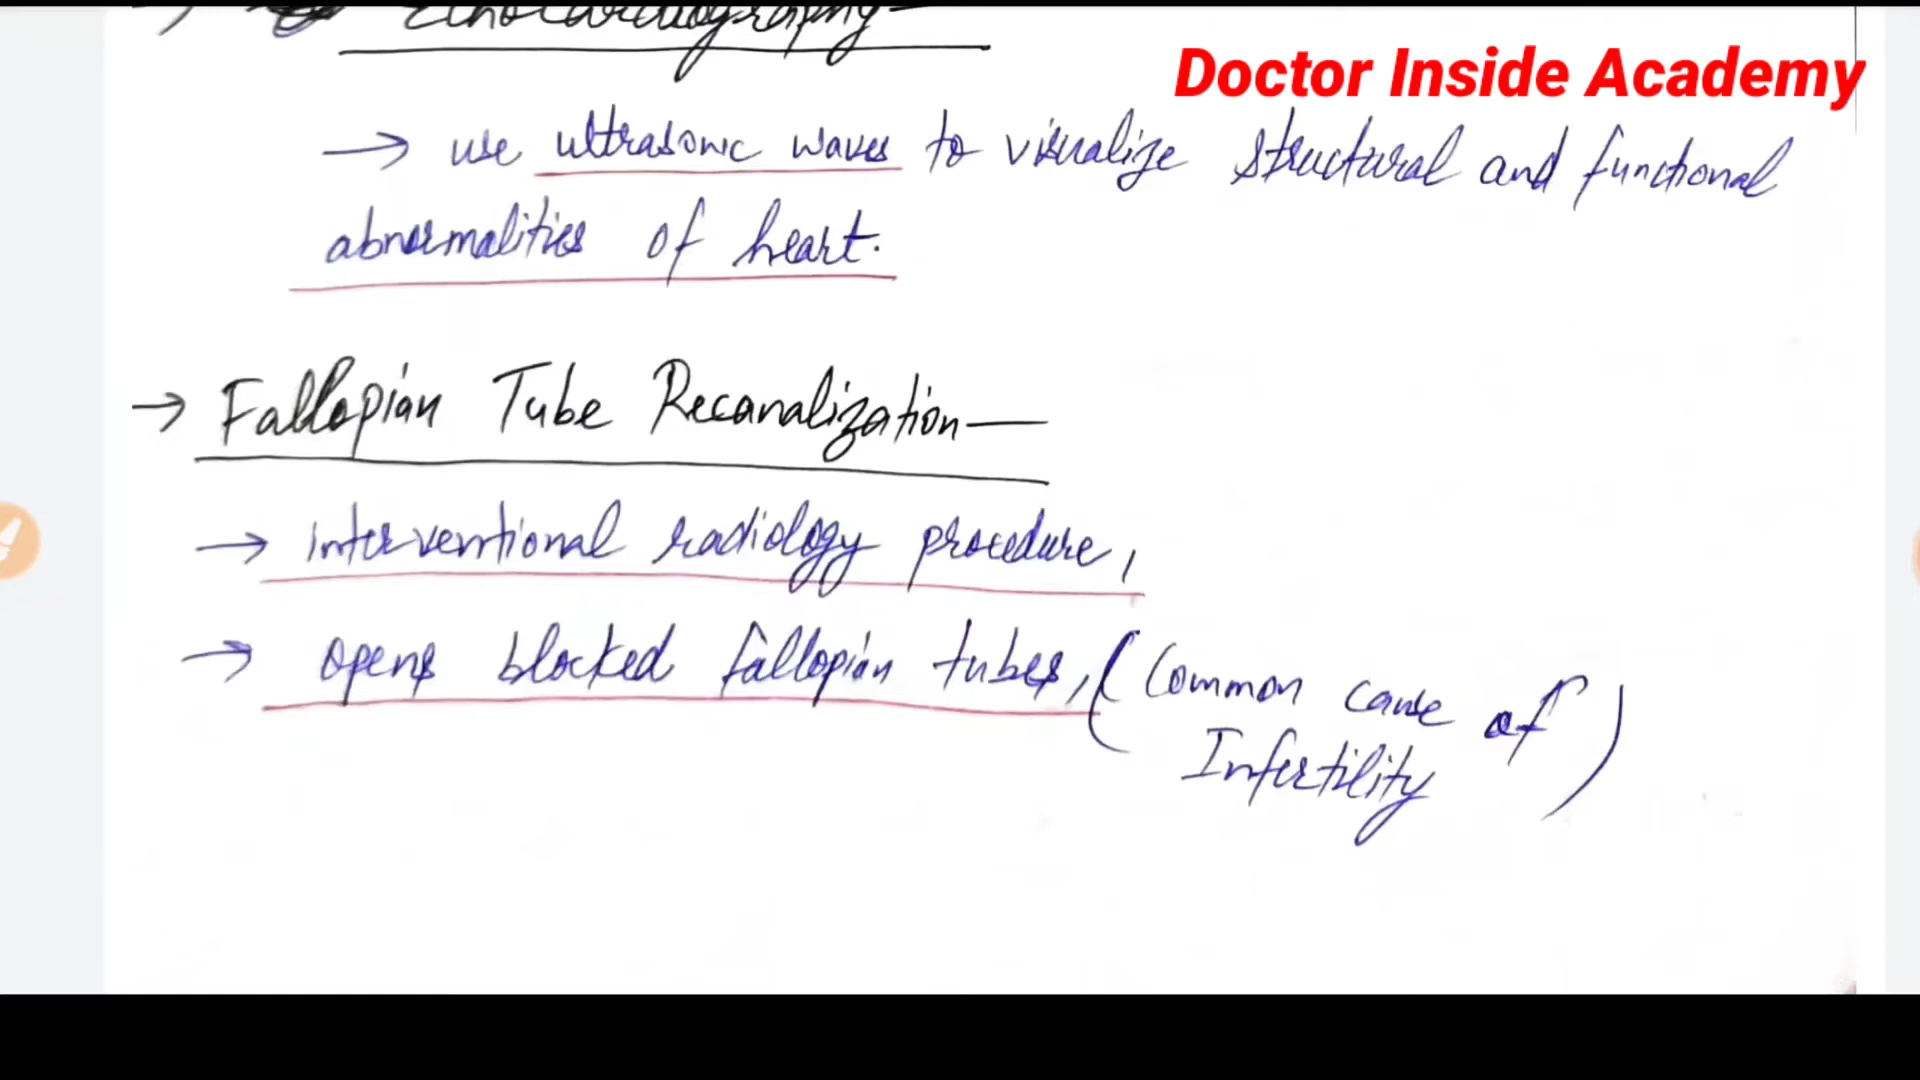 → Echocardiography —
Doctor Inside Academy
→ use ultrasonic waves to visualize structural and functional
abnormalities of heart.
→ Fallopian Tube Recanalization —
→ interventional radiology procedure,
→ opens blocked fallopian tubes, (Common cause of
Infertility)